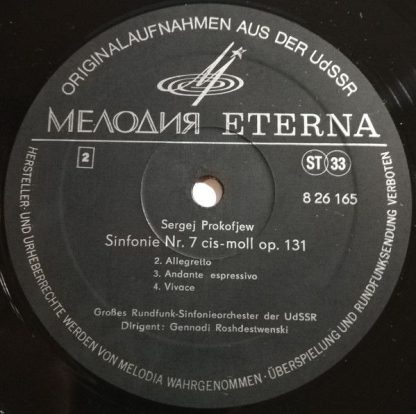 ORIGINALAUFNAHMEN AUS DER UdSSR
МЕЛОДИЯ ETERNA
2
ST 33
8 26 165
Sergej Prokofjew
Sinfonie Nr. 7 cis-moll op. 131
2. Allegretto
3. Andante espressivo
4. Vivace
Großes Rundfunk-Sinfonieorchester der UdSSR
Dirigent: Gennadi Roshdestwenski
HERSTELLER- UND URHEBERRECHTE WERDEN VON MELODIA WAHRGENOMMEN · ÜBERSPIELUNG UND RUNDFUNKSENDUNG VERBOTEN